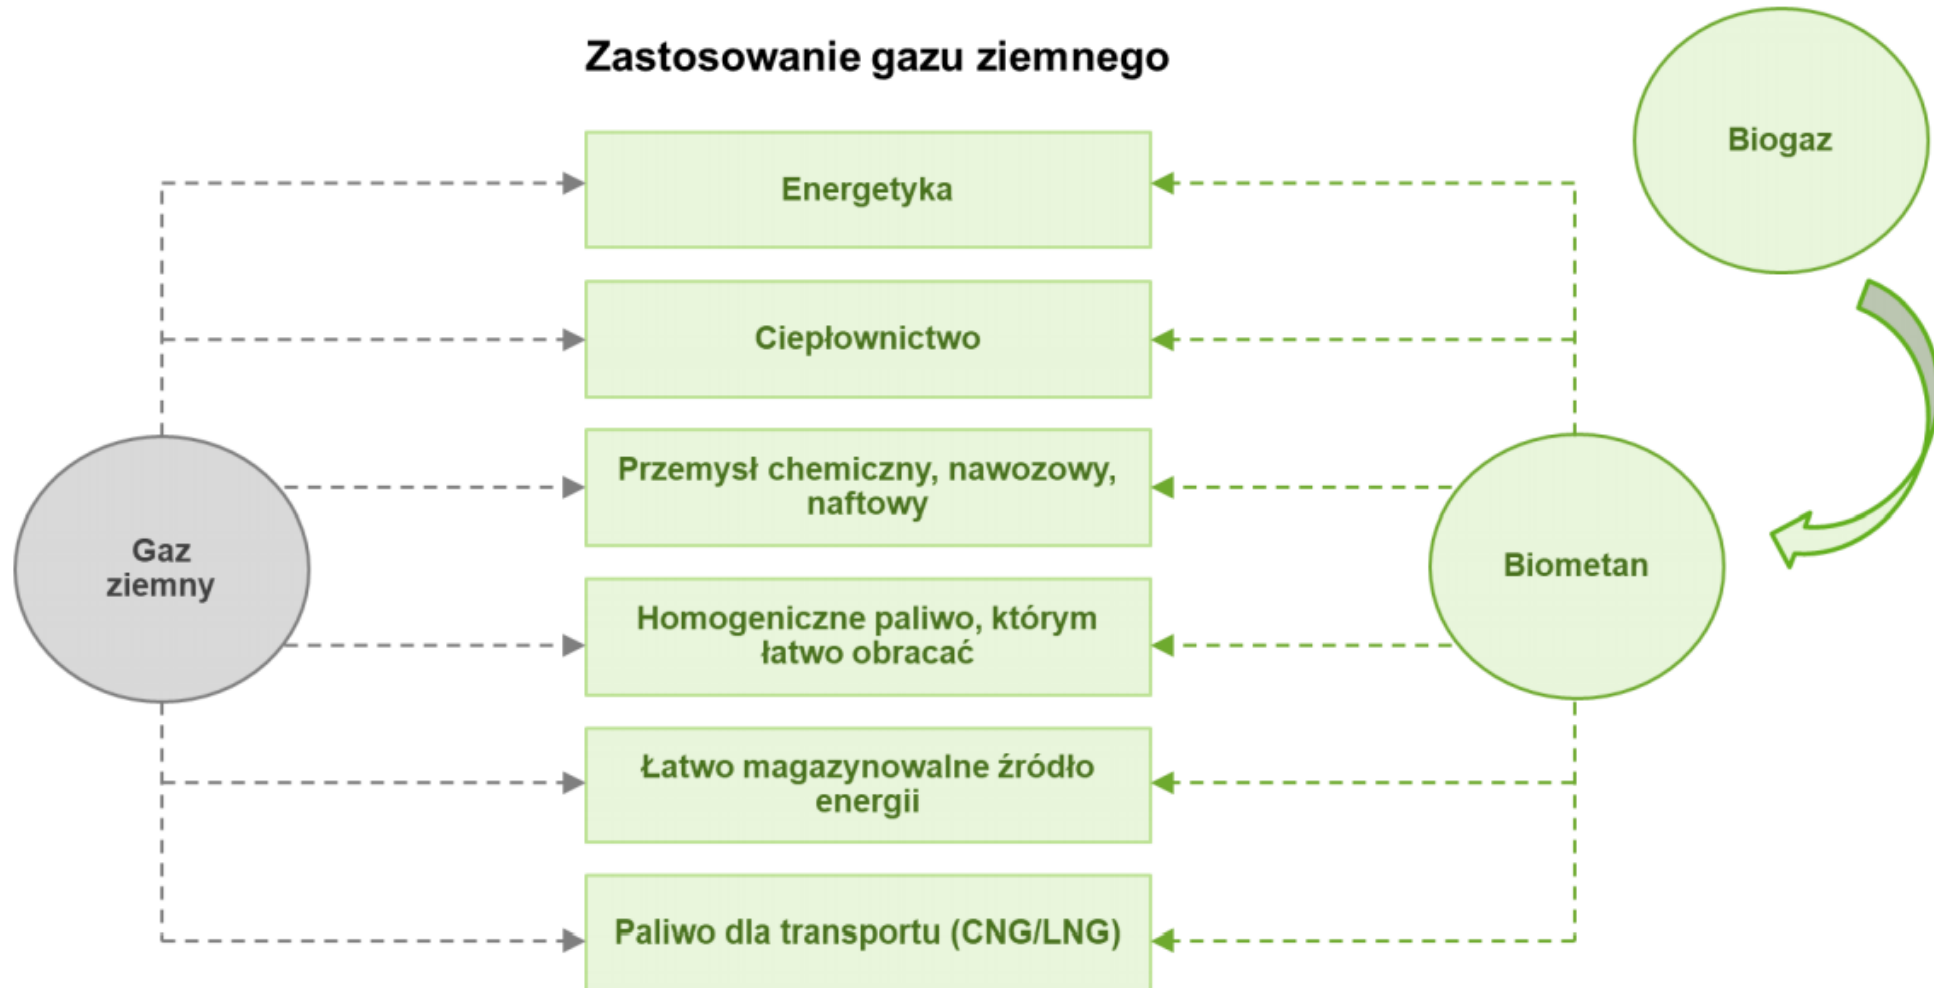 Zastosowanie gazu ziemnego
Biogaz
Energetyka
Ciepłownictwo
Przemysł chemiczny, nawozowy,
naftowy
Gaz
ziemny
Biometan
Homogeniczne paliwo, którym
łatwo obracać
Łatwo magazynowalne źródło
energii
Paliwo dla transportu (CNG/LNG)